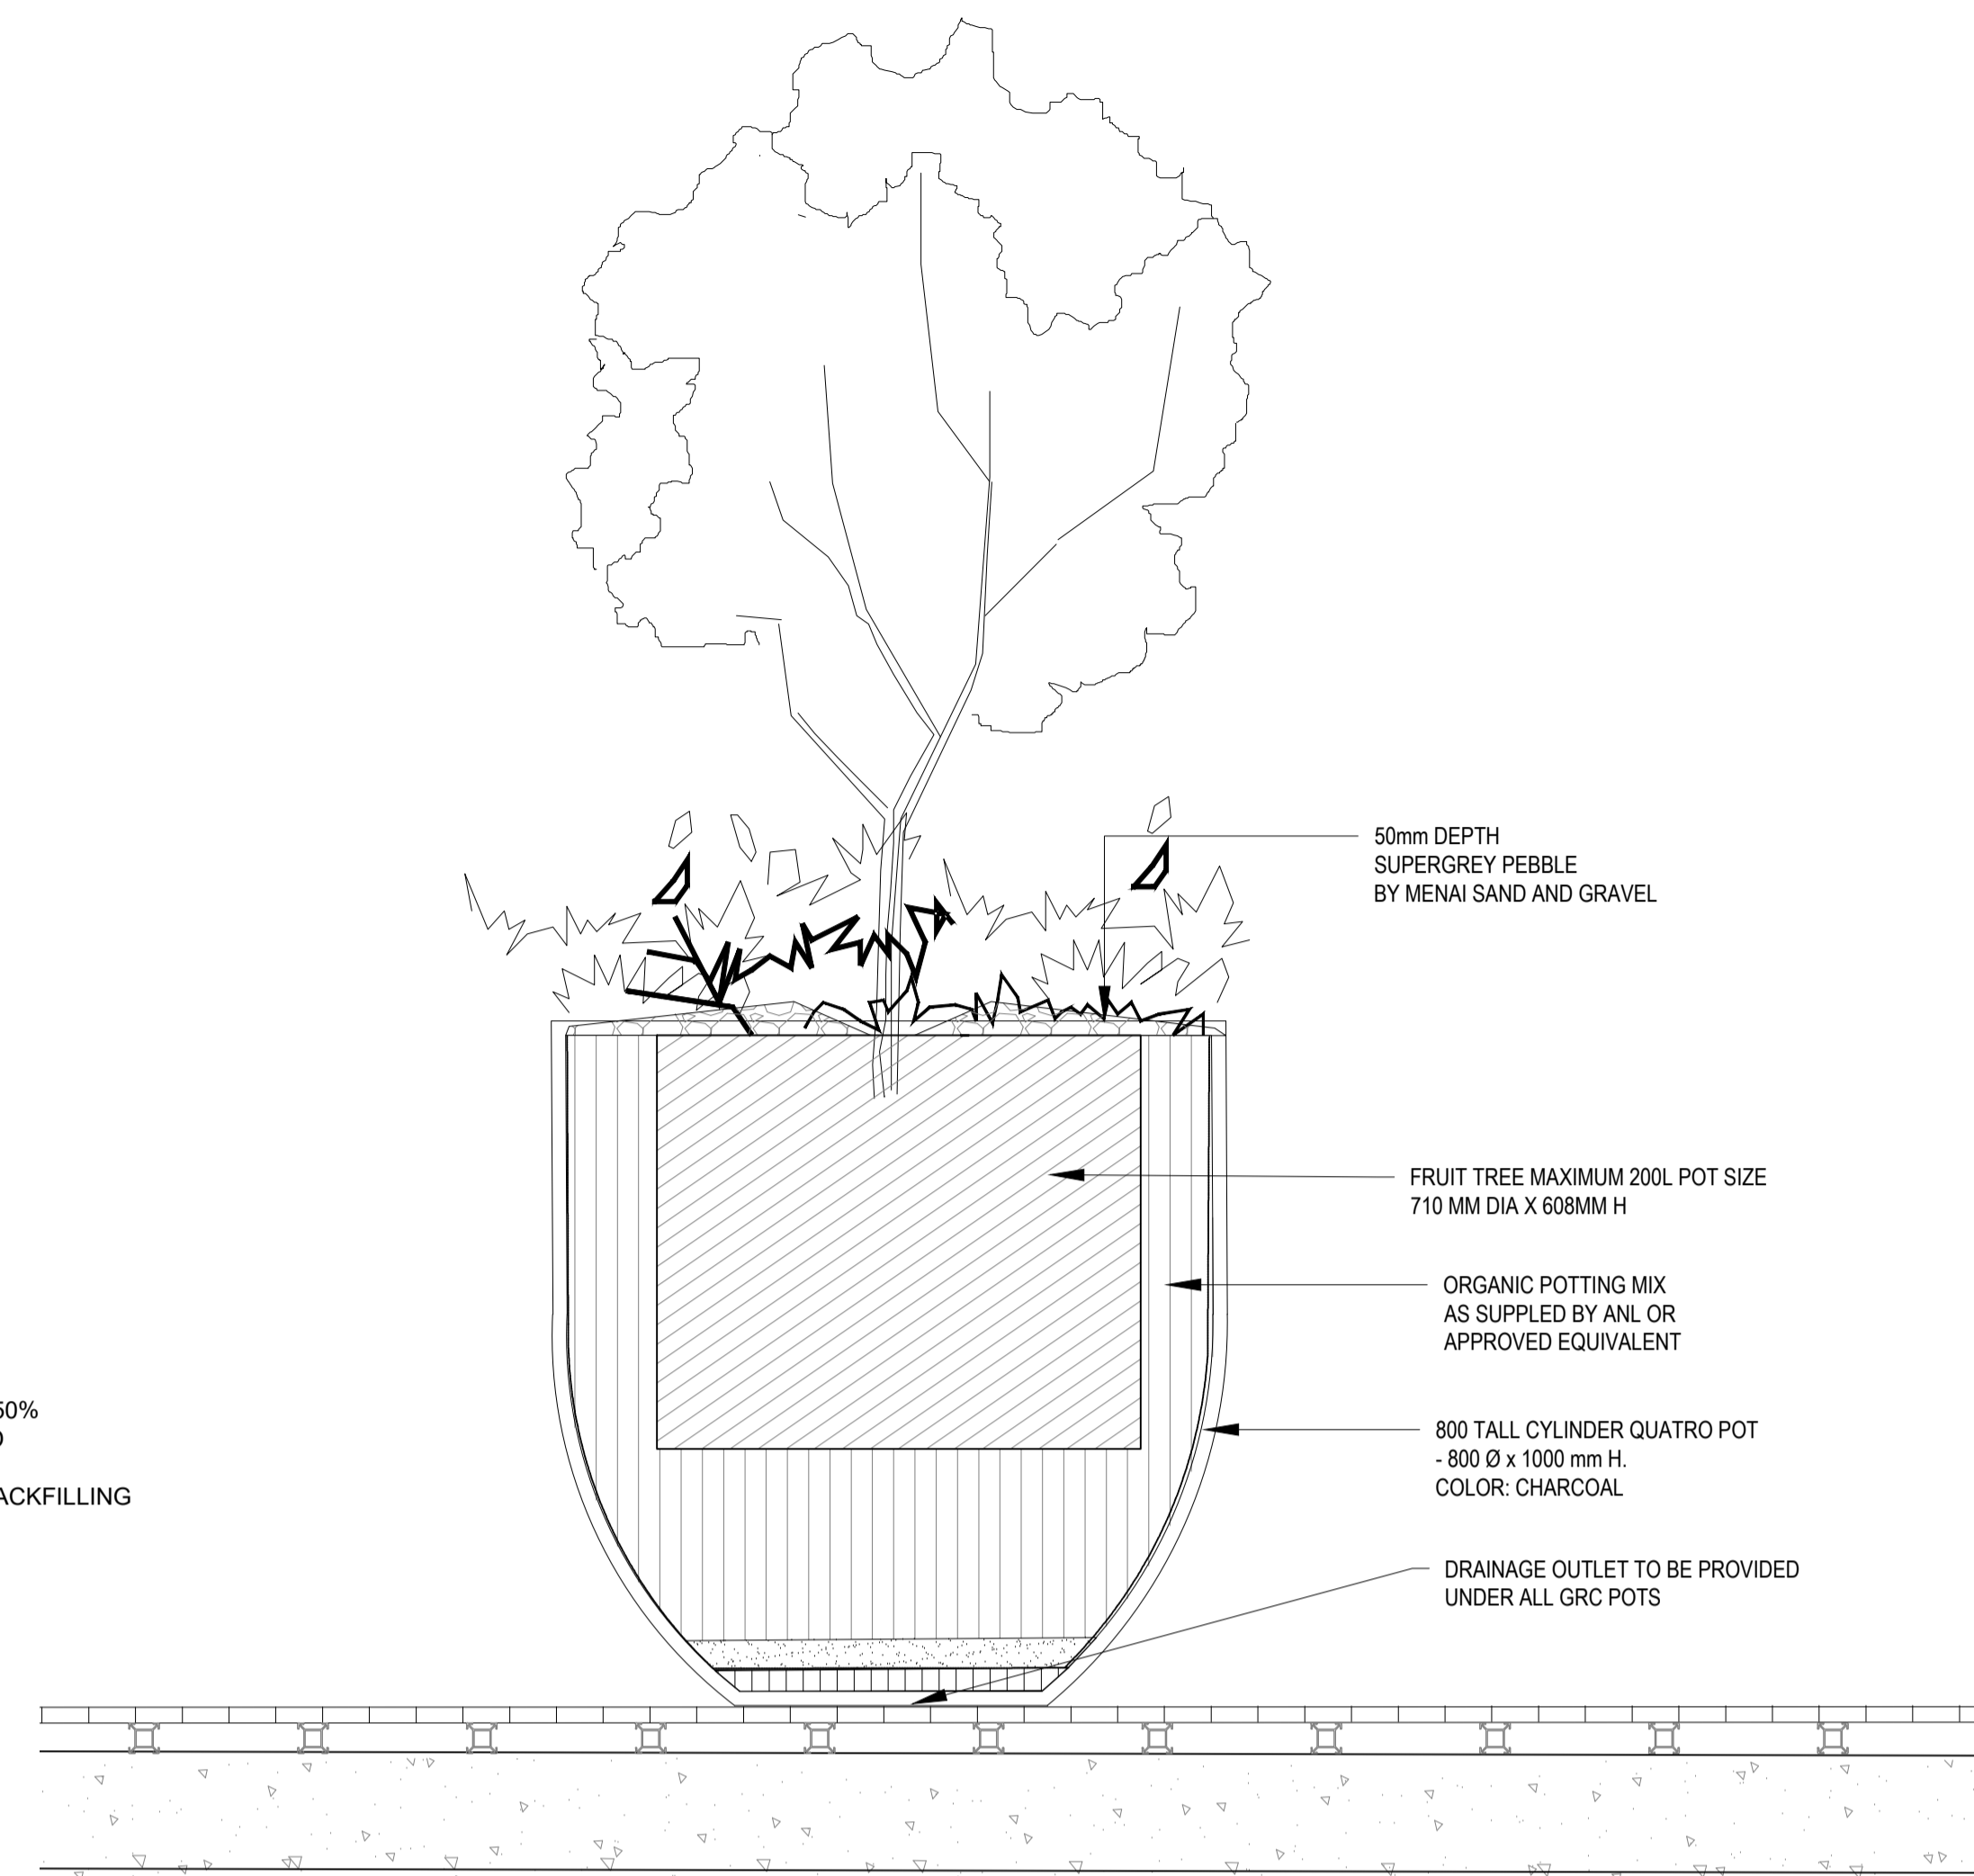 50mm DEPTH
SUPERGREY PEBBLE
BY MENAI SAND AND GRAVEL
FRUIT TREE MAXIMUM 200L POT SIZE
710 MM DIA X 608MM H
ORGANIC POTTING MIX
AS SUPPLED BY ANL OR
APPROVED EQUIVALENT
50%
ACKFILLING
800 TALL CYLINDER QUATRO POT
- 800 Ø x 1000 mm H.
COLOR: CHARCOAL
DRAINAGE OUTLET TO BE PROVIDED
UNDER ALL GRC POTS